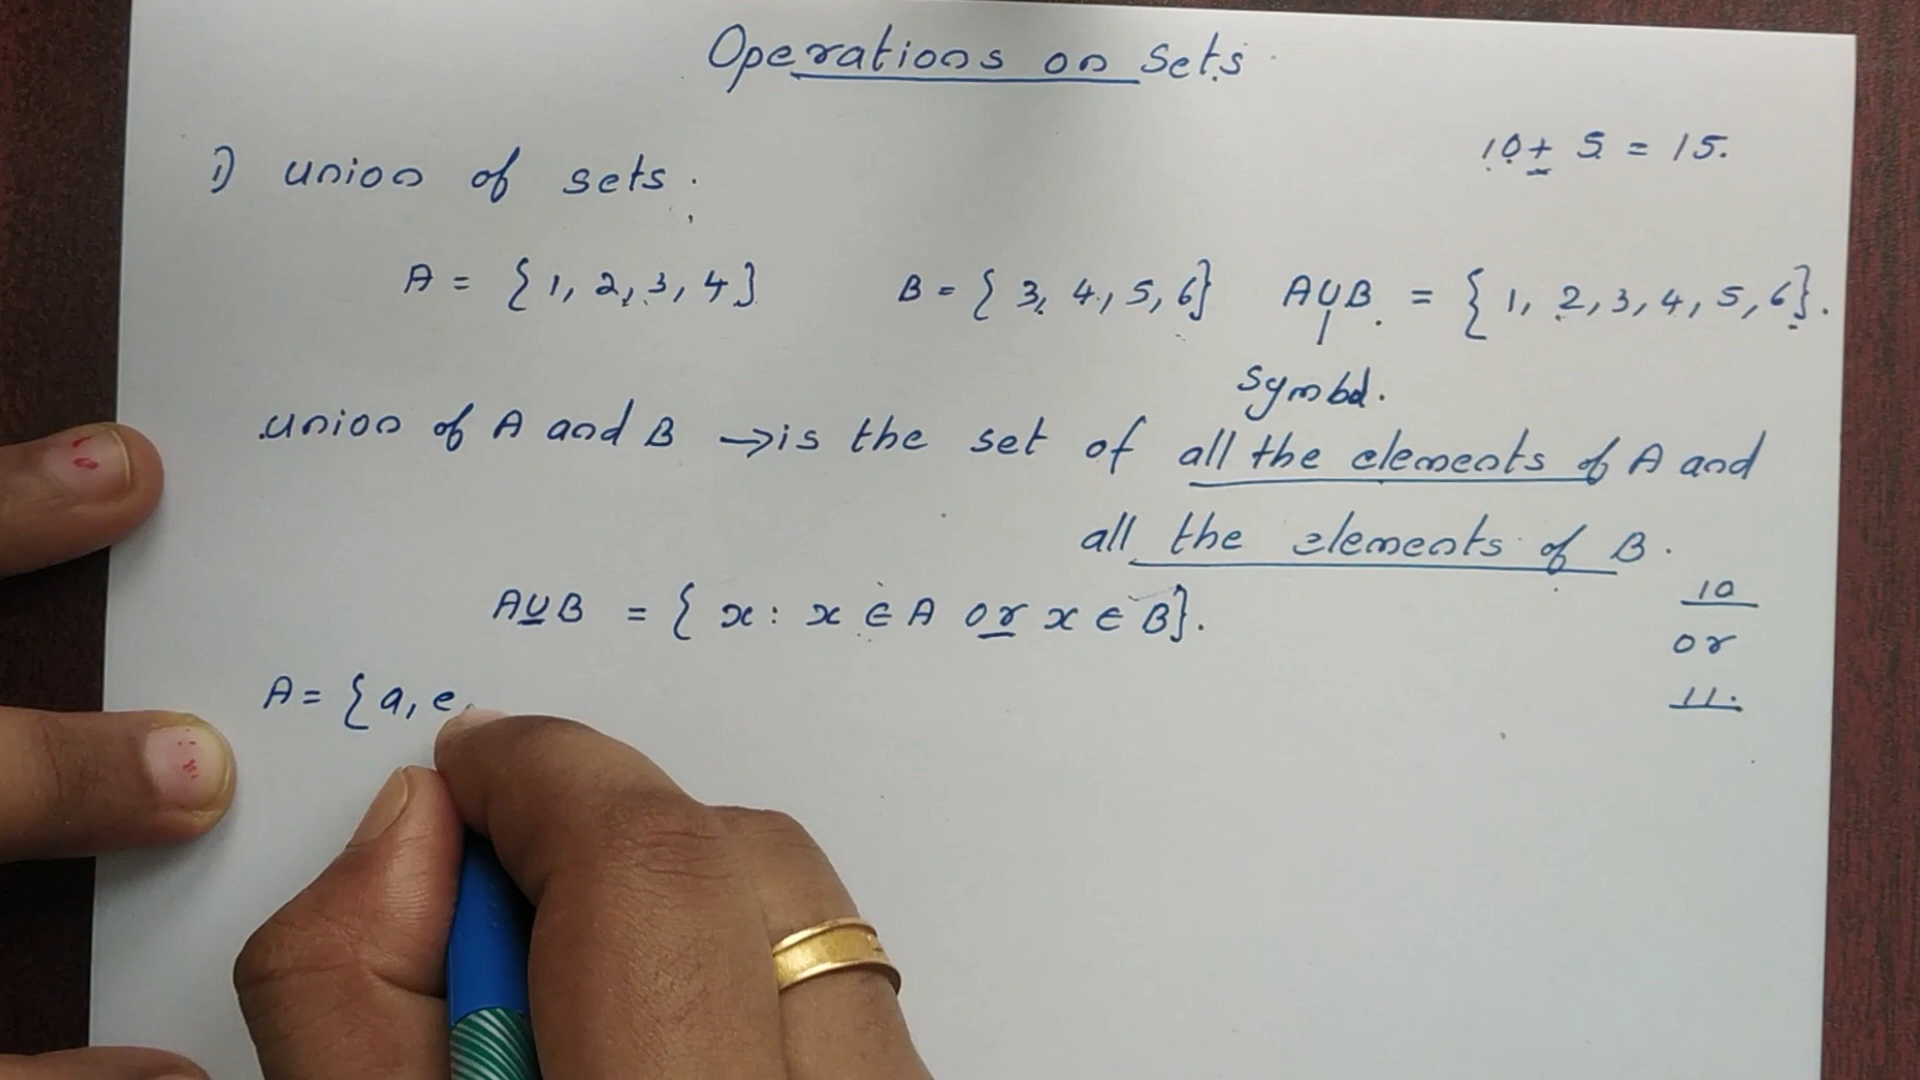 Operations on Sets
10 + 5 = 15.
1) union of sets:
A = {1, 2, 3, 4} B = {3, 4, 5, 6} A∪B = {1, 2, 3, 4, 5, 6}.
Symbol.
union of A and B → is the set of all the elements of A and
all the elements of B.
A∪B = {x : x ∈ A or x ∈ B}.
10
or
11.
A = {a, e,